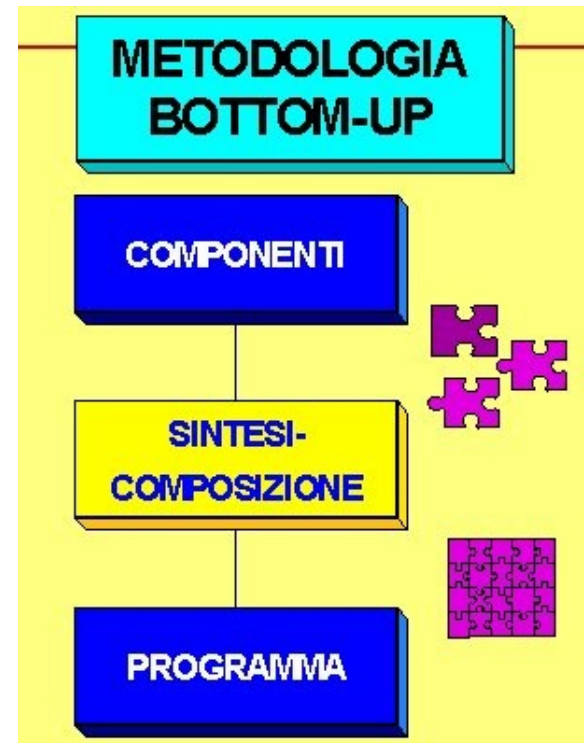 METODOLOGIA
BOTTOM-UP
COMPONENTI
SINTESI-
COMPOSIZIONE
PROGRAMMA